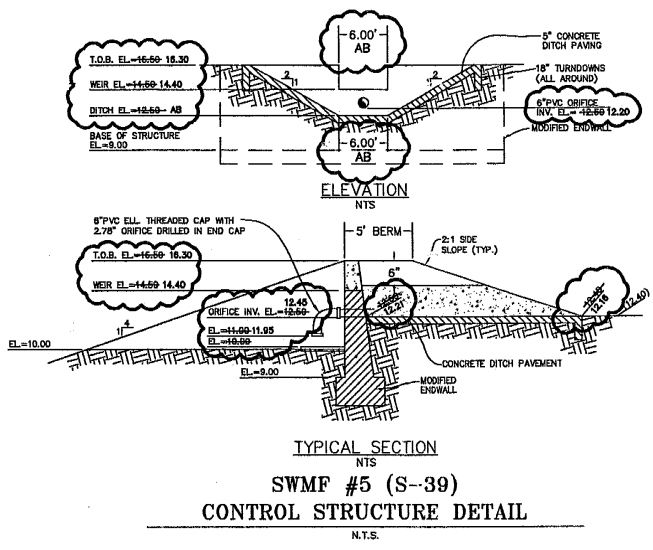 6.00'
AB
5" CONCRETE
DITCH PAVING
T.O.B. EL=16.50 16.30
2
1
2
18" TURNDOWNS
(ALL AROUND)
WEIR EL.=14.50 14.40
DITCH EL=12.50 AB
6"PVC ORIFICE
INV. EL= 12.50 12.20
BASE OF STRUCTURE
EL=9.00
MODIFIED ENDWALL
6.00'
AB
ELEVATION
NTS
6"PVC ELL. THREADED CAP WITH
2.78" ORIFICE DRILLED IN END CAP
5' BERM
2:1 SIDE
SLOPE (TYP.)
T.O.B. EL=16.50 16.30
6"
WEIR EL.=14.50 14.40
12.45
ORIFICE INV. EL.=12.50
12.21
12.16
(12.40)
4
1
EL=11.00 11.95
EL=10.00
EL.=10.00
CONCRETE DITCH PAVEMENT
EL.=9.00
MODIFIED
ENDWALL
TYPICAL SECTION
NTS
SWMF #5 (S-39)
CONTROL STRUCTURE DETAIL
N.T.S.